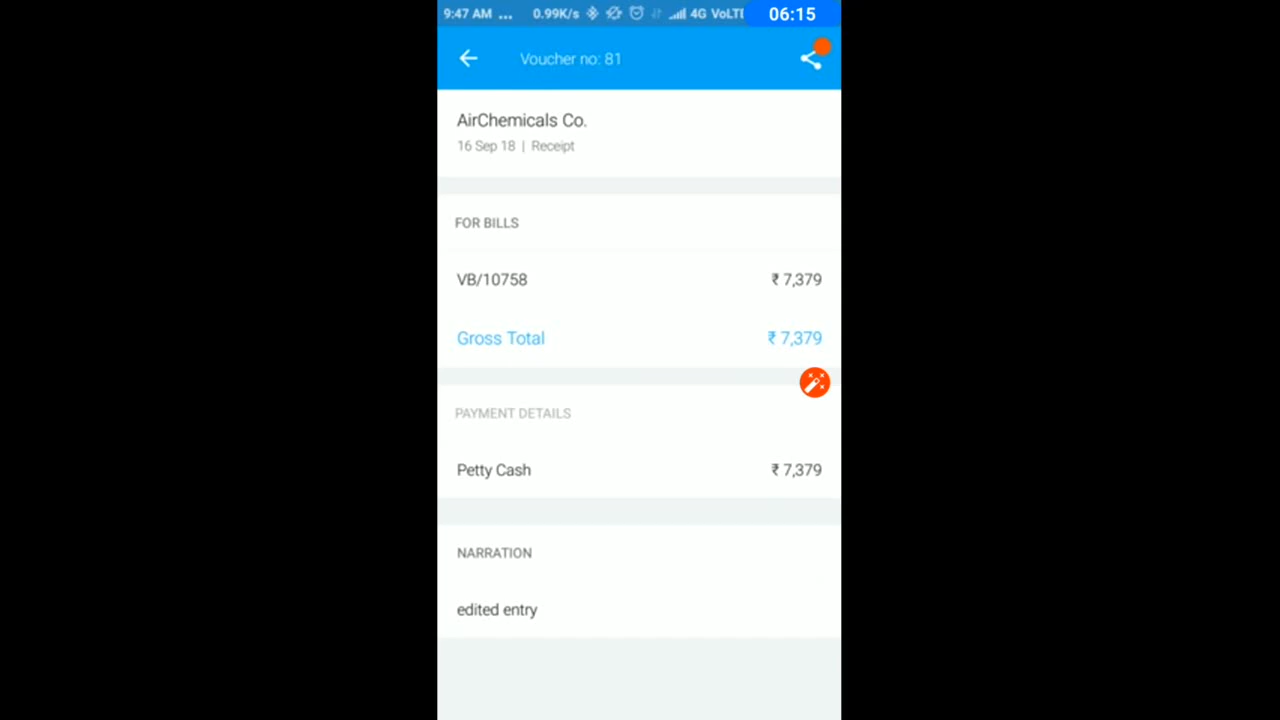 9:47 AM ... 0.99K/s 4G VoLTE 06:15
Voucher no: 81
AirChemicals Co.
16 Sep 18 | Receipt
FOR BILLS
VB/10758 ₹ 7,379
Gross Total ₹ 7,379
PAYMENT DETAILS
Petty Cash ₹ 7,379
NARRATION
edited entry